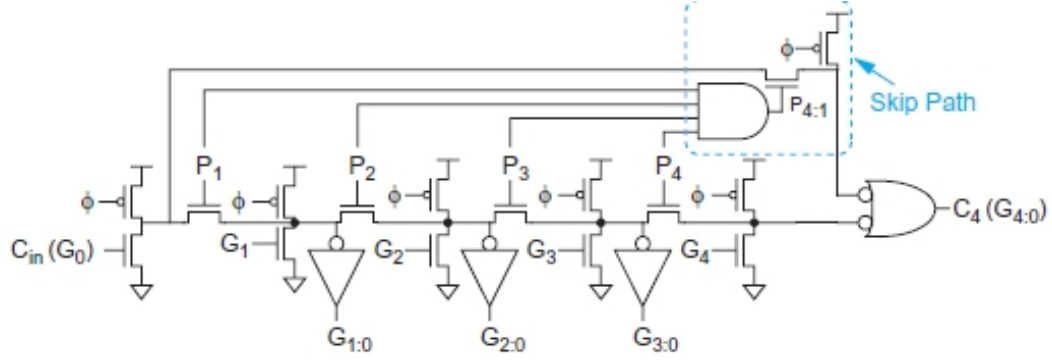 ϕ
P4:1
Skip Path
P1
P2
P3
P4
ϕ
ϕ
ϕ
ϕ
ϕ
C4 (G4:0)
Cin (G0)
G1
G2
G3
G4
G1:0
G2:0
G3:0